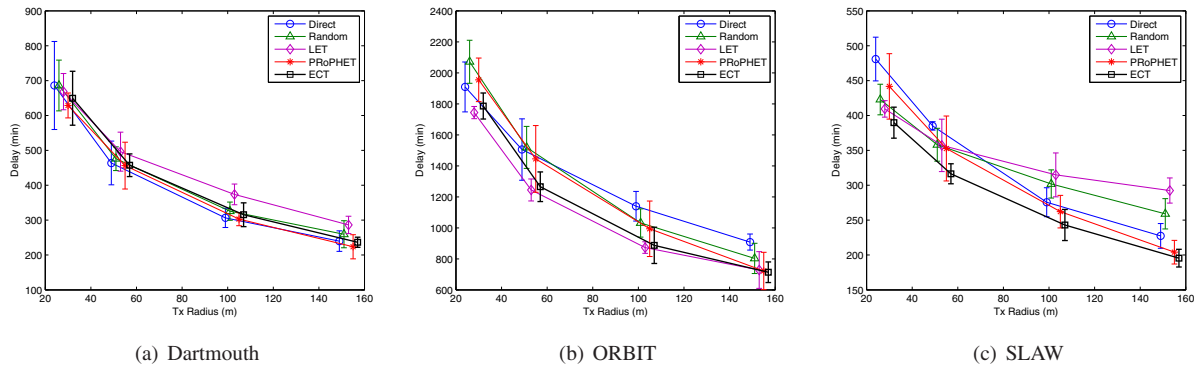 900
800
700
600
500
400
300
200
100
Delay (min)
20 40 60 80 100 120 140 160
Tx Radius (m)
Direct
Random
LET
PRoPHET
ECT
(a) Dartmouth
2400
2200
2000
1800
1600
1400
1200
1000
800
600
Delay (min)
20 40 60 80 100 120 140 160
Tx Radius (m)
Direct
Random
LET
PRoPHET
ECT
(b) ORBIT
550
500
450
400
350
300
250
200
150
Delay (min)
20 40 60 80 100 120 140 160
Tx Radius (m)
Direct
Random
LET
PRoPHET
ECT
(c) SLAW